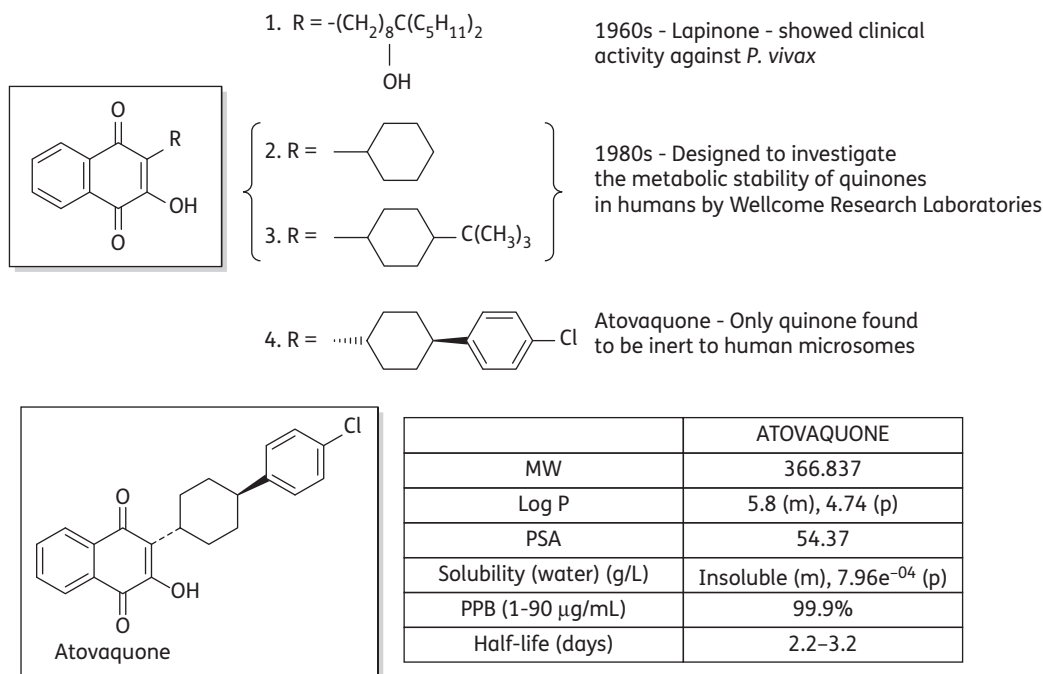 1. R = -(CH₂)₈C(C₅H₁₁)₂
OH
1960s - Lapinone - showed clinical
activity against P. vivax
O
R
OH
O
2. R =
3. R =
C(CH₃)₃
1980s - Designed to investigate
the metabolic stability of quinones
in humans by Wellcome Research Laboratories
4. R =
Cl
Atovaquone - Only quinone found
to be inert to human microsomes
Cl
O
OH
O
Atovaquone
ATOVAQUONE
MW 366.837
Log P 5.8 (m), 4.74 (p)
PSA 54.37
Solubility (water) (g/L) Insoluble (m), 7.96e⁻⁰⁴ (p)
PPB (1-90 μg/mL) 99.9%
Half-life (days) 2.2–3.2